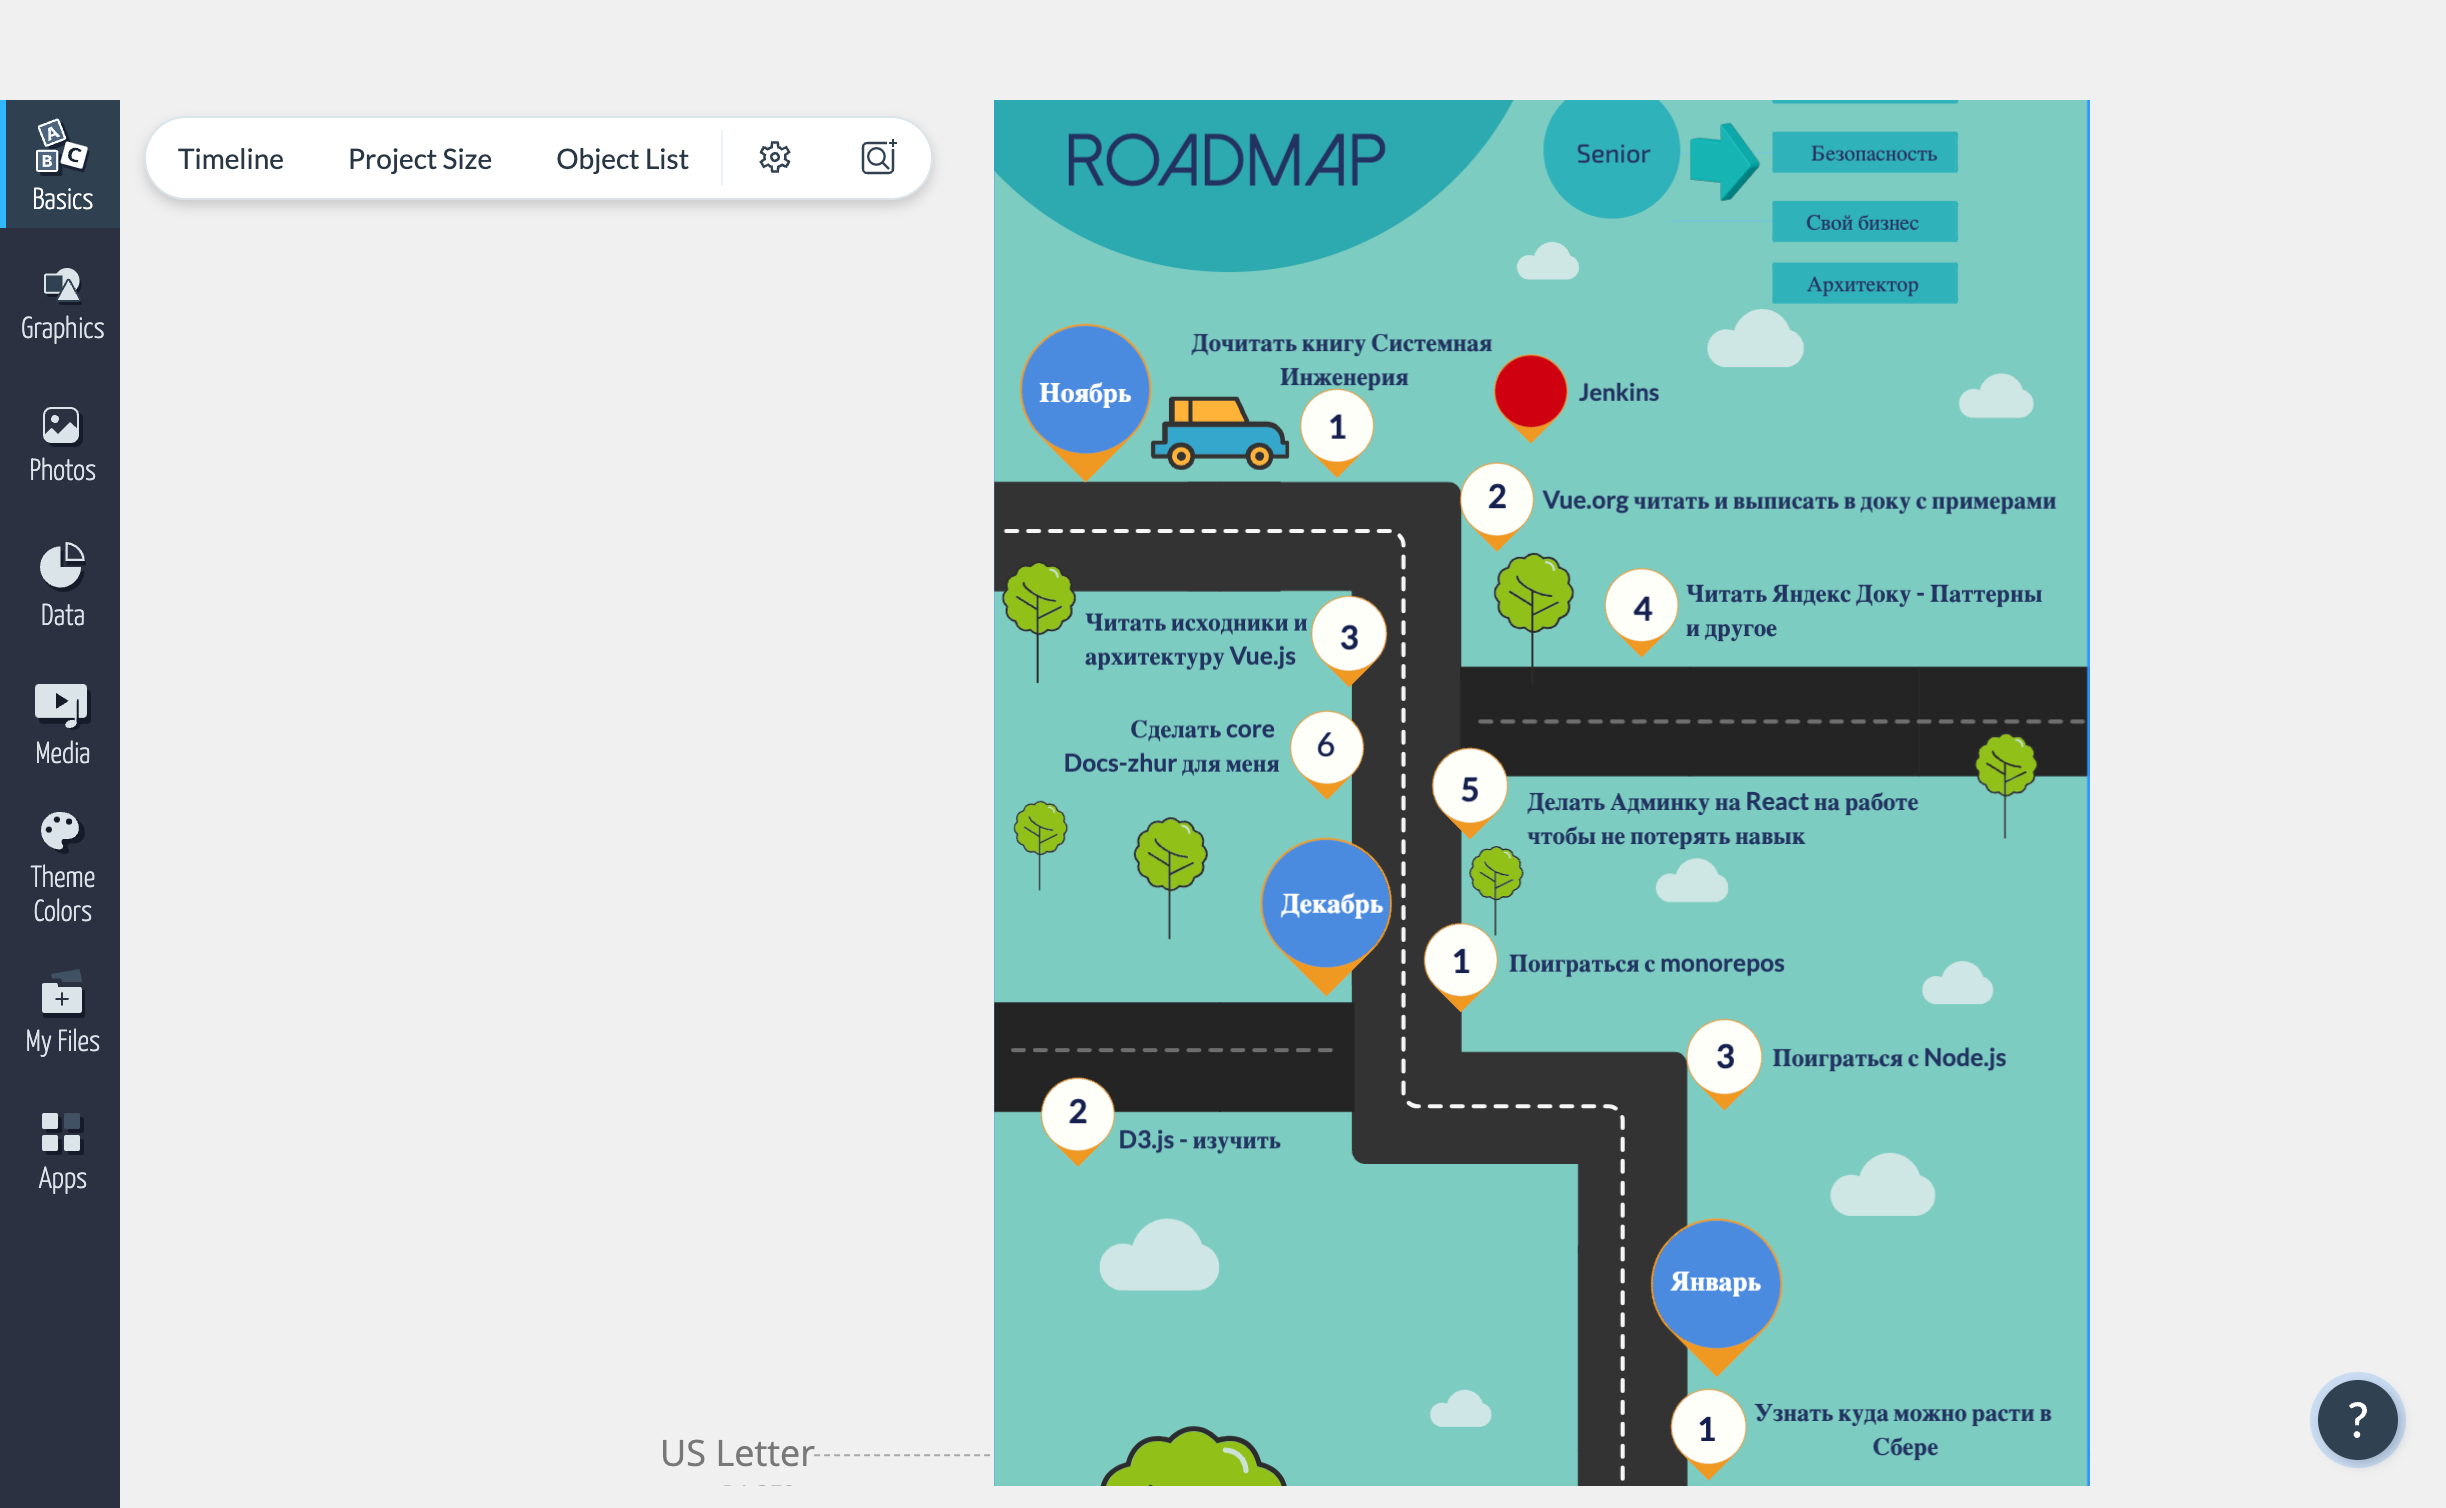 A
B
C
Basics
Graphics
Photos
Data
Media
Theme
Colors
My Files
Apps
Timeline
Project Size
Object List
US Letter
ROADMAP
Senior
Безопасность
Свой бизнес
Архитектор
Ноябрь
Дочитать книгу Системная
Инженерия
1
Jenkins
2
Vue.org читать и выписать в доку с примерами
4
Читать Яндекс Доку - Паттерны
и другое
Читать исходники и
архитектуру Vue.js
3
Сделать core
Docs-zhur для меня
6
5
Делать Админку на React на работе
чтобы не потерять навык
Декабрь
1
Поиграться с monorepos
3
Поиграться с Node.js
2
D3.js - изучить
Январь
1
Узнать куда можно расти в
Сбере
?